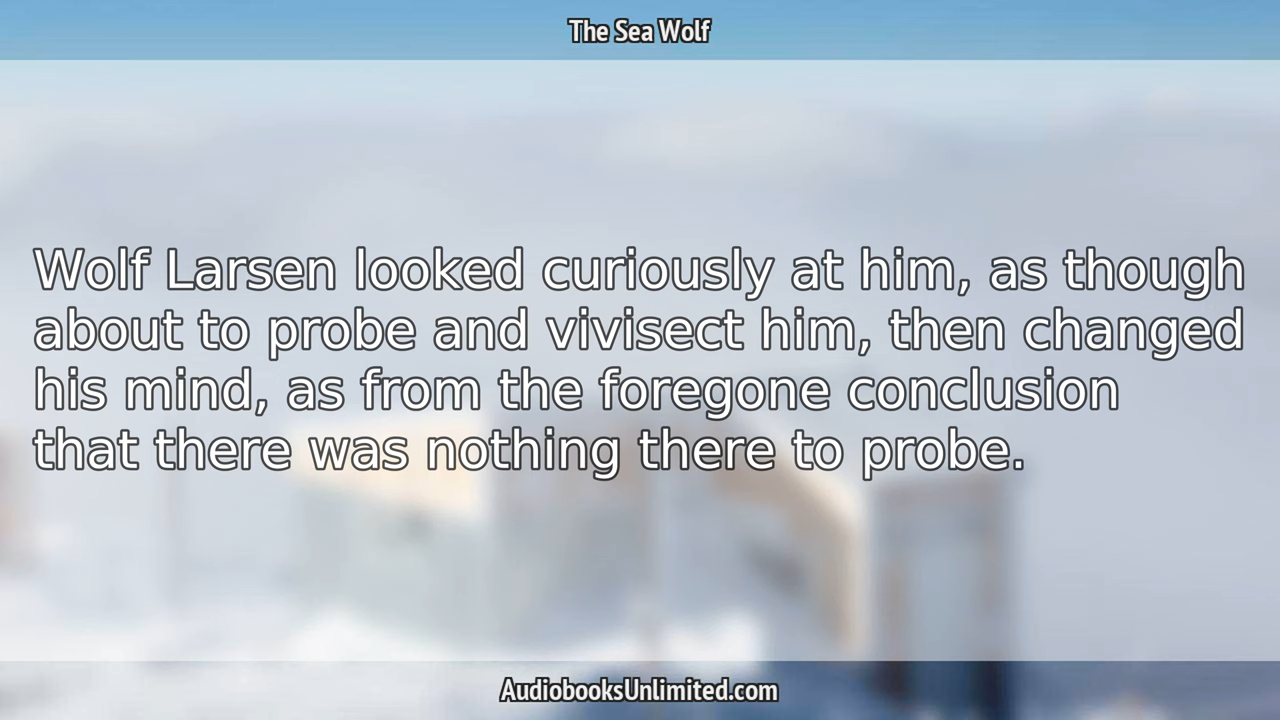 The Sea Wolf
Wolf Larsen looked curiously at him, as though
about to probe and vivisect him, then changed
his mind, as from the foregone conclusion
that there was nothing there to probe.
AudiobooksUnlimited.com